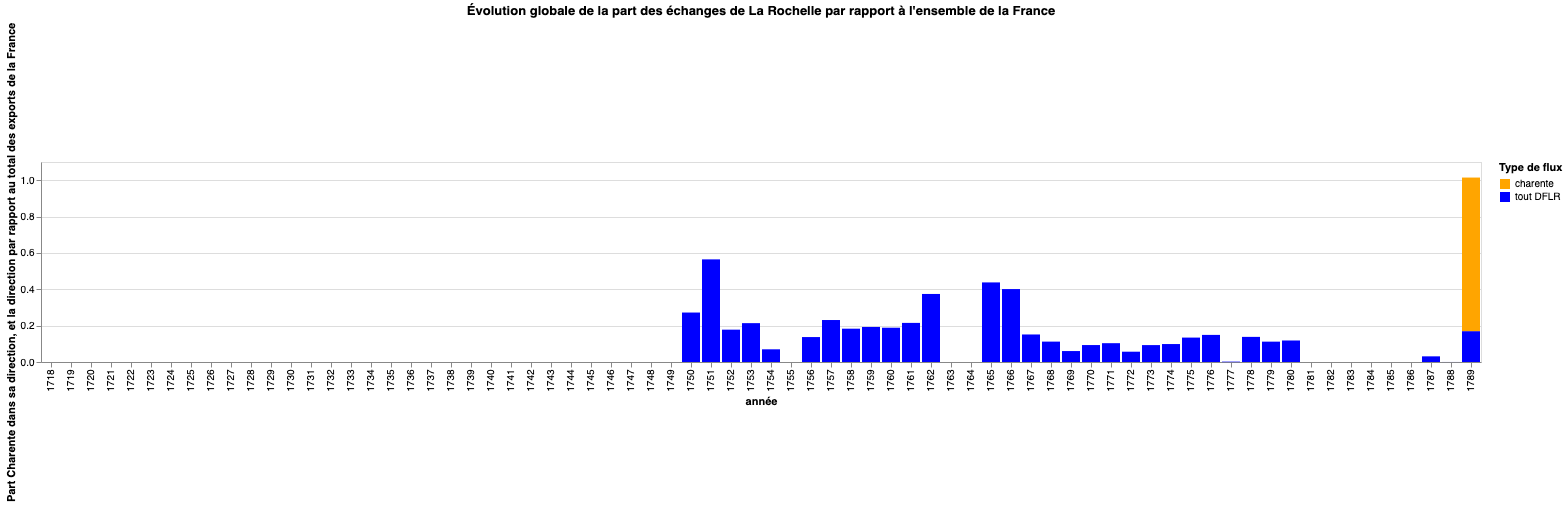 Évolution globale de la part des échanges de La Rochelle par rapport à l'ensemble de la France
Part Charente dans sa direction, et la direction par rapport au total des exports de la France
1.0
0.8
0.6
0.4
0.2
0.0
1718 1719 1720 1721 1722 1723 1724 1725 1726 1727 1728 1729 1730 1731 1732 1733 1734 1735 1736 1737 1738 1739 1740 1741 1742 1743 1744 1745 1746 1747 1748 1749 1750 1751 1752 1753 1754 1755 1756 1757 1758 1759 1760 1761 1762 1763 1764 1765 1766 1767 1768 1769 1770 1771 1772 1773 1774 1775 1776 1777 1778 1779 1780 1781 1782 1783 1784 1785 1786 1787 1788 1789
année
Type de flux
charente
tout DFLR